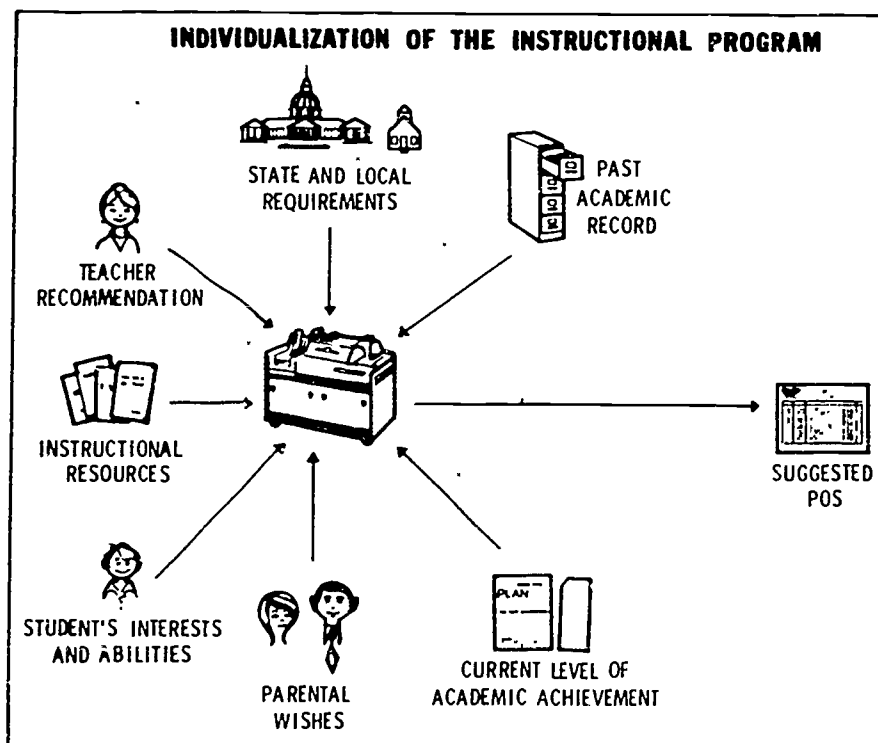 INDIVIDUALIZATION OF THE INSTRUCTIONAL PROGRAM
STATE AND LOCAL
REQUIREMENTS
PAST
ACADEMIC
RECORD
TEACHER
RECOMMENDATION
INSTRUCTIONAL
RESOURCES
SUGGESTED
POS
STUDENT'S INTERESTS
AND ABILITIES
PARENTAL
WISHES
PLAN
CURRENT LEVEL OF
ACADEMIC ACHIEVEMENT